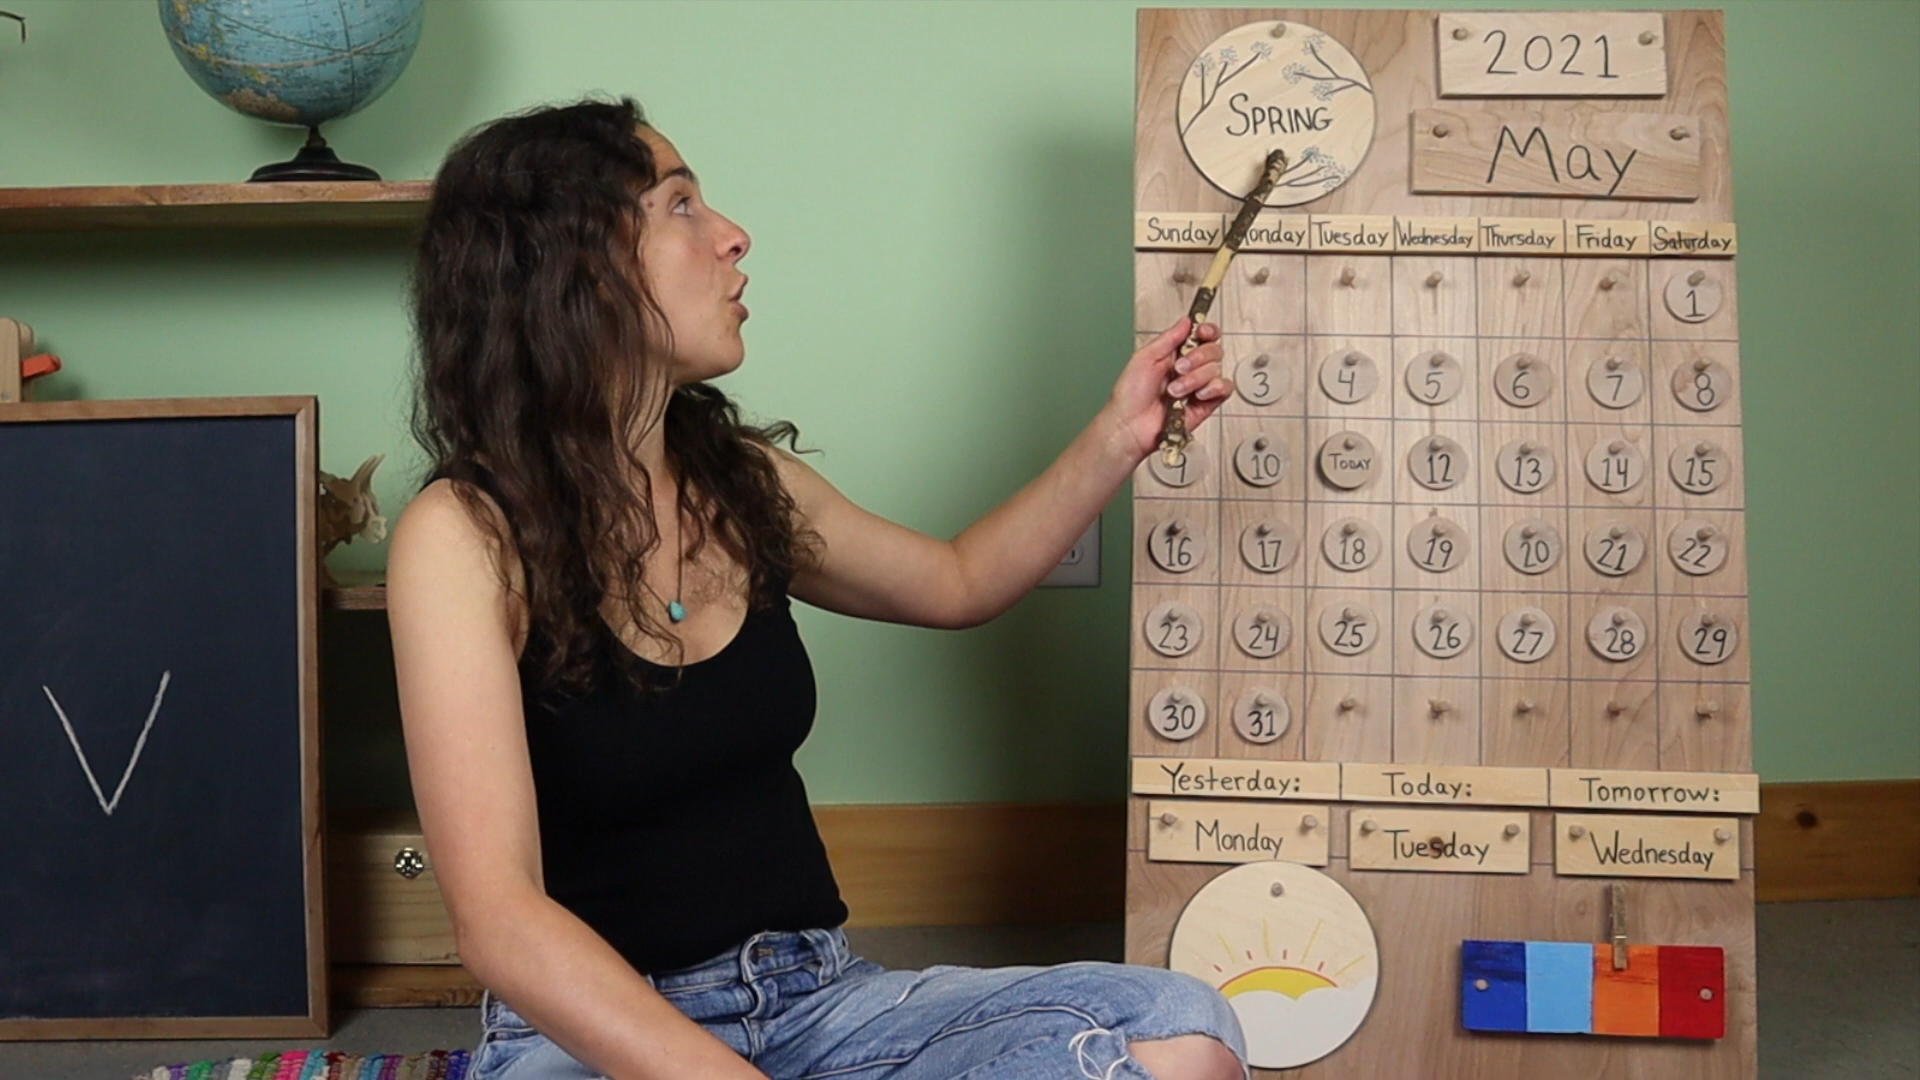 2021
SPRING
May
Sunday Monday Tuesday Wednesday Thursday Friday Saturday
1
3 4 5 6 7 8
9 10 TODAY 12 13 14 15
16 17 18 19 20 21 22
23 24 25 26 27 28 29
30 31
Yesterday: Today: Tomorrow:
Monday Tuesday Wednesday
V